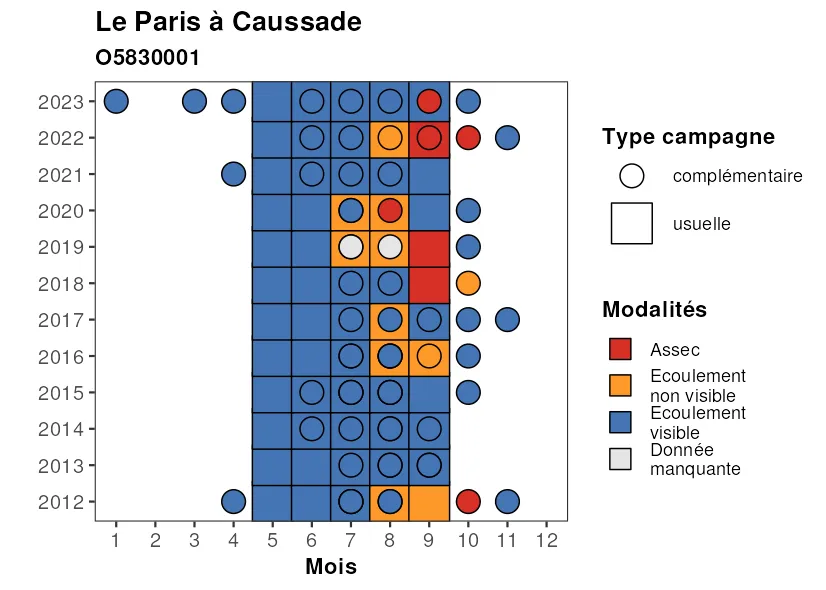 Le Paris à Caussade
O5830001
2023
2022
2021
2020
2019
2018
2017
2016
2015
2014
2013
2012
1 2 3 4 5 6 7 8 9 10 11 12
Mois
Type campagne
complémentaire
usuelle
Modalités
Assec
Ecoulement
non visible
Ecoulement
visible
Donnée
manquante